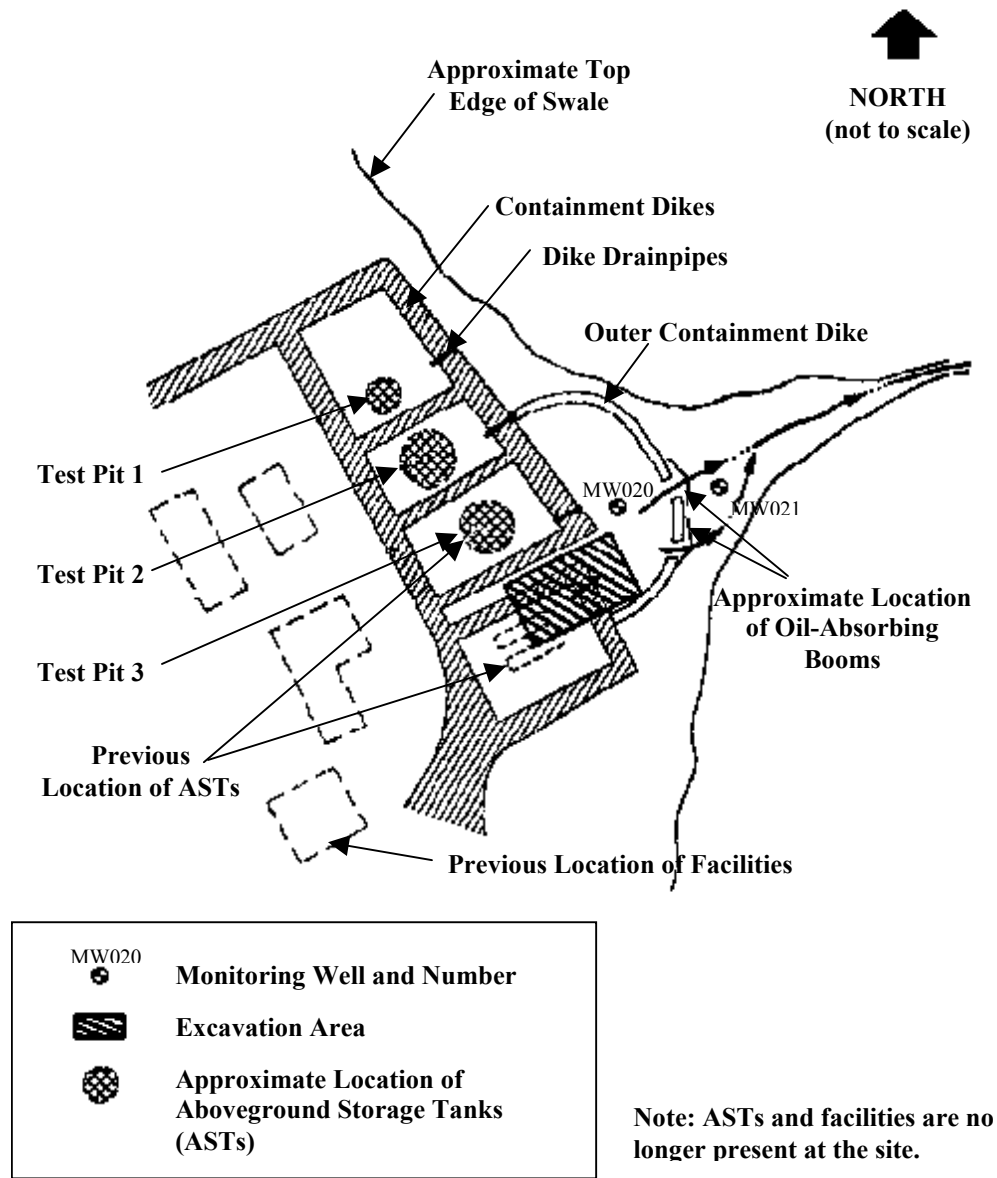 Approximate Top
Edge of Swale
NORTH
(not to scale)
Containment Dikes
Dike Drainpipes
Outer Containment Dike
Test Pit 1
MW020
MW021
Test Pit 2
Approximate Location
of Oil-Absorbing
Booms
Test Pit 3
Previous
Location of ASTs
Previous Location of Facilities
MW020
Monitoring Well and Number
Excavation Area
Approximate Location of
Aboveground Storage Tanks
(ASTs)
Note: ASTs and facilities are no
longer present at the site.